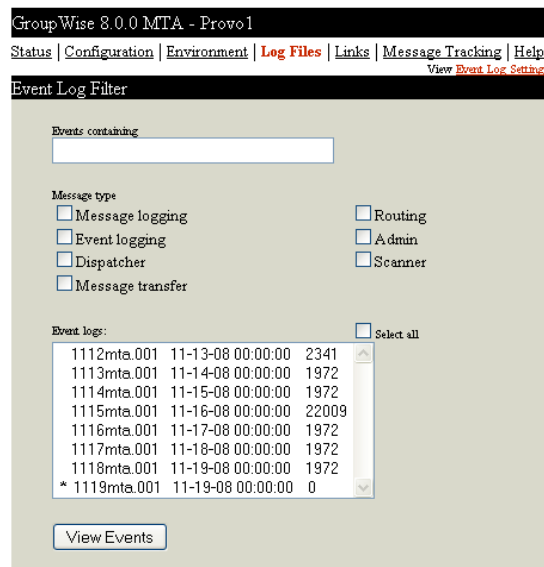 GroupWise 8.0.0 MTA - Provo1
Status | Configuration | Environment | Log Files | Links | Message Tracking | Help
View Event Log Setting
Event Log Filter
Events containing
Message type
Message logging Routing
Event logging Admin
Dispatcher Scanner
Message transfer
Event logs: Select all
1112mta.001 11-13-08 00:00:00 2341
1113mta.001 11-14-08 00:00:00 1972
1114mta.001 11-15-08 00:00:00 1972
1115mta.001 11-16-08 00:00:00 22009
1116mta.001 11-17-08 00:00:00 1972
1117mta.001 11-18-08 00:00:00 1972
1118mta.001 11-19-08 00:00:00 1972
* 1119mta.001 11-19-08 00:00:00 0
View Events